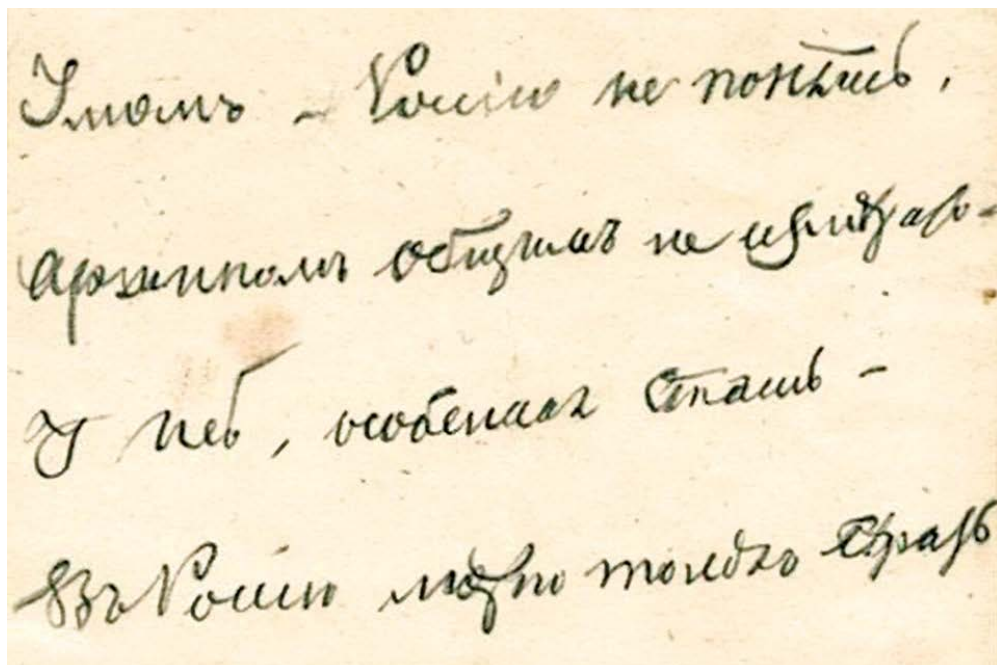 Умомъ – Россію не понять,
Аршиномъ общимъ не измѣрить –
У ней, особенная стать –
Въ Россію можно только вѣрить